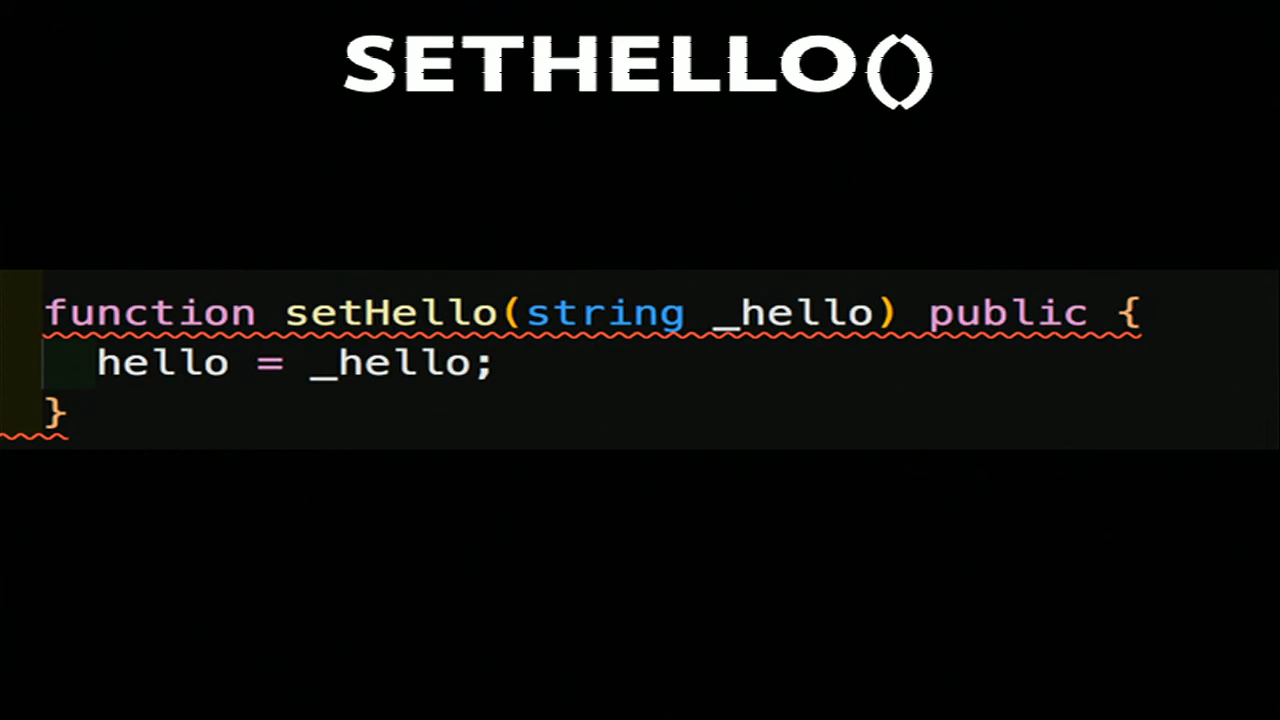 SETHELLO()
function setHello(string _hello) public {
  hello = _hello;
}